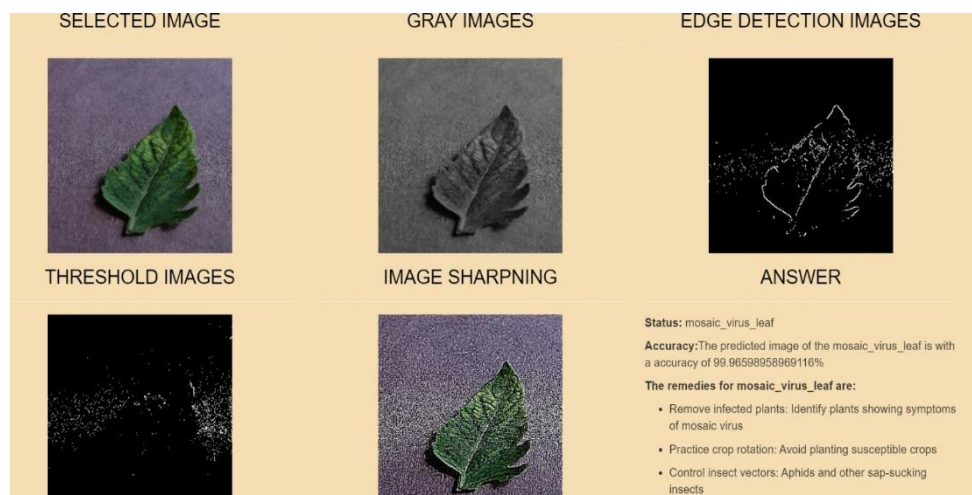 SELECTED IMAGE
GRAY IMAGES
EDGE DETECTION IMAGES
THRESHOLD IMAGES
IMAGE SHARPNING
ANSWER
Status: mosaic_virus_leaf
Accuracy:The predicted image of the mosaic_virus_leaf is with
a accuracy of 99.96598958969116%
The remedies for mosaic_virus_leaf are:
• Remove infected plants: Identify plants showing symptoms
of mosaic virus
• Practice crop rotation: Avoid planting susceptible crops
• Control insect vectors: Aphids and other sap-sucking
insects